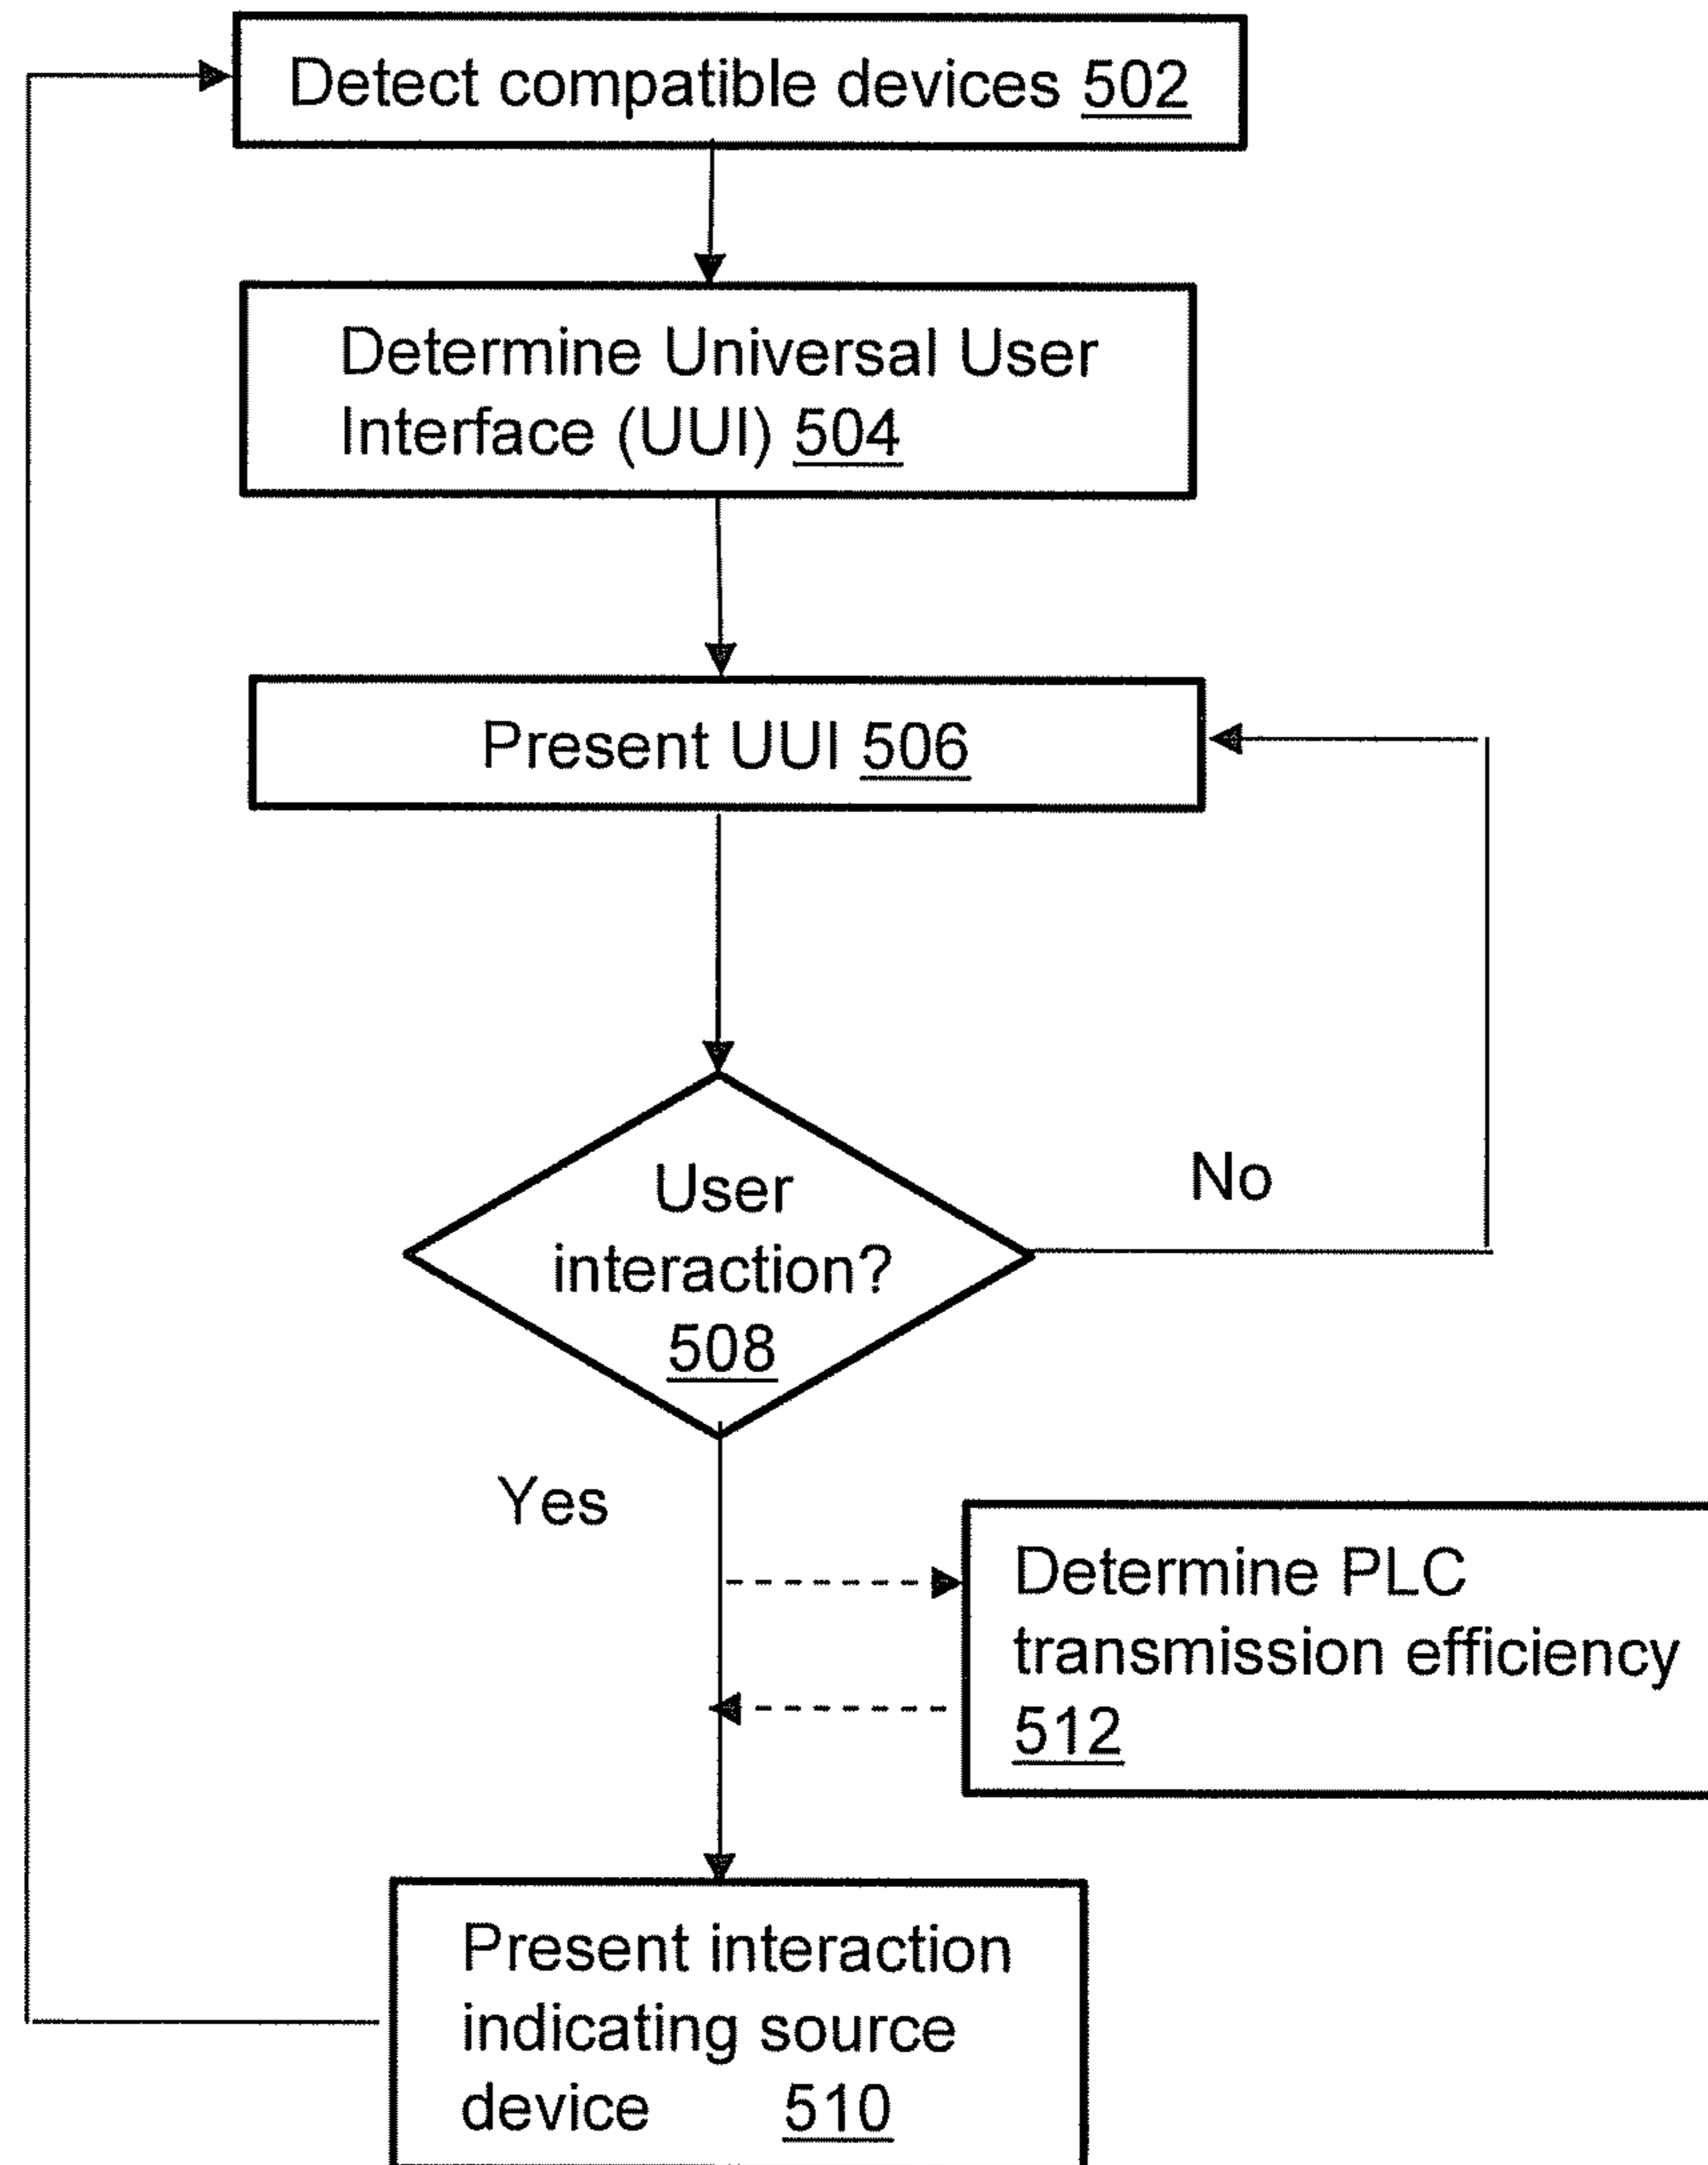 Detect compatible devices 502
Determine Universal User
Interface (UUI) 504
Present UUI 506
User
interaction?
508
No
Yes
Determine PLC
transmission efficiency
512
Present interaction
indicating source
device 510